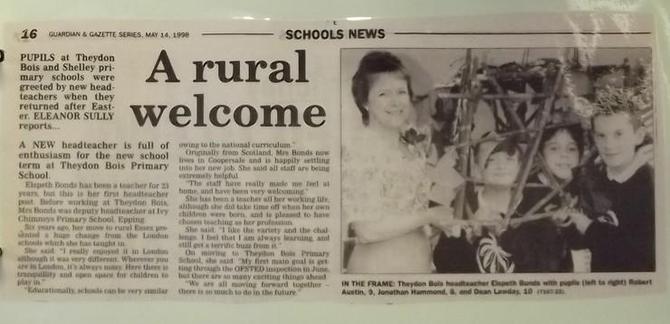 16 GUARDIAN & GAZETTE SERIES, MAY 14, 1998
SCHOOLS NEWS
PUPILS at Theydon
Bois and Shelley pri-
mary schools were
greeted by new head-
teachers when they
returned after East-
er. ELEANOR SULLY
reports...
A rural
welcome
A NEW headteacher is full of
enthusiasm for the new school
term at Theydon Bois Primary
School.
Elspeth Bonds has been a teacher for 23
years, but this is her first headteacher
post. Before working at Theydon Bois,
Mrs Bonds was deputy headteacher at Ivy
Chimneys Primary School, Epping.
Six years ago, her move to rural Essex pre-
sented a huge change from the London
schools which she has taught in.
She said: "I really enjoyed it in London
although it was very different. Wherever you
are in London, it's always noisy. Here there is
tranquility and open space for children to
play in."
"Educationally, schools can be very similar
owing to the national curriculum."
Originally from Scotland, Mrs Bonds now
lives in Coopersale and is happily settling
into her new job. She said all staff are being
extremely helpful.
"The staff have really made me feel at
home, and have been very welcoming."
She has been a teacher all her working life,
although she did take time off when her own
children were born, and is pleased to have
chosen teaching as her profession.
She said: "I like the variety and the chal-
lenge. I feel that I am always learning, and
still get a terrific buzz from it."
On moving to Theydon Bois Primary
School, she said: "My first main goal is get-
ting through the OFSTED inspection in June,
but there are so many exciting things ahead.
"We are all moving forward together -
there is so much to do in the future."
IN THE FRAME: Theydon Bois headteacher Elspeth Bonds with pupils (left to right) Robert
Austin, 9, Jonathan Hammond, 8, and Dean Lawday, 10